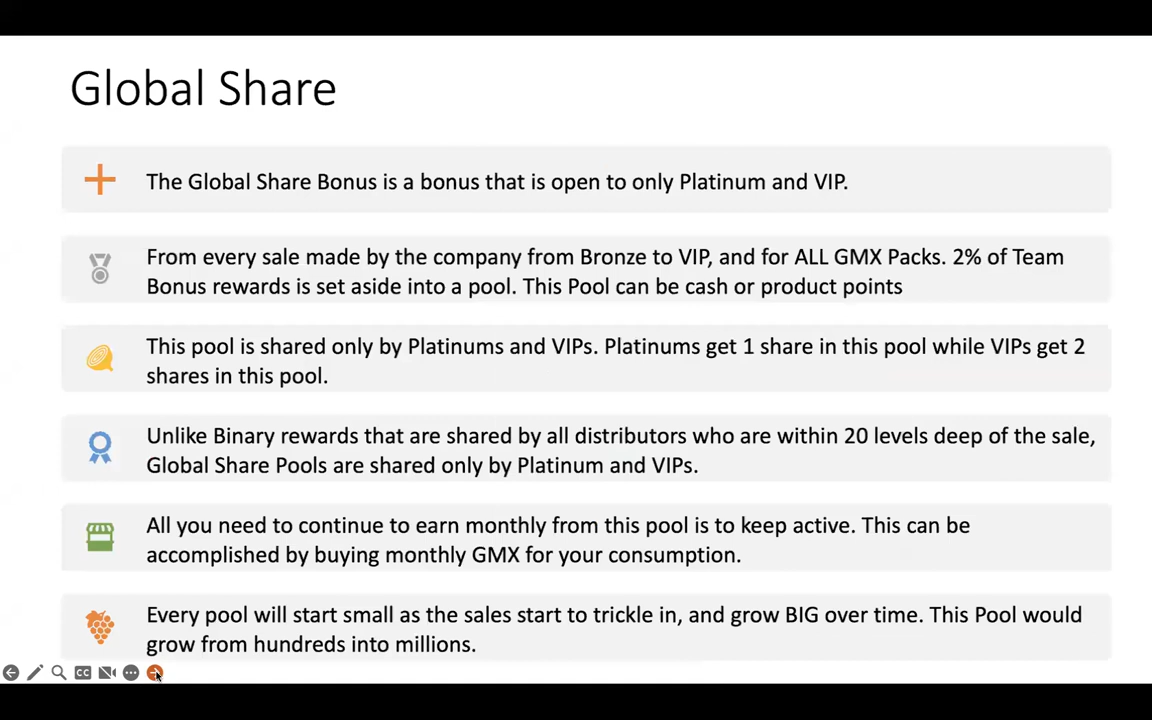 Global Share
The Global Share Bonus is a bonus that is open to only Platinum and VIP.
From every sale made by the company from Bronze to VIP, and for ALL GMX Packs. 2% of Team
Bonus rewards is set aside into a pool. This Pool can be cash or product points
This pool is shared only by Platinums and VIPs. Platinums get 1 share in this pool while VIPs get 2
shares in this pool.
Unlike Binary rewards that are shared by all distributors who are within 20 levels deep of the sale,
Global Share Pools are shared only by Platinum and VIPs.
All you need to continue to earn monthly from this pool is to keep active. This can be
accomplished by buying monthly GMX for your consumption.
Every pool will start small as the sales start to trickle in, and grow BIG over time. This Pool would
grow from hundreds into millions.
CC